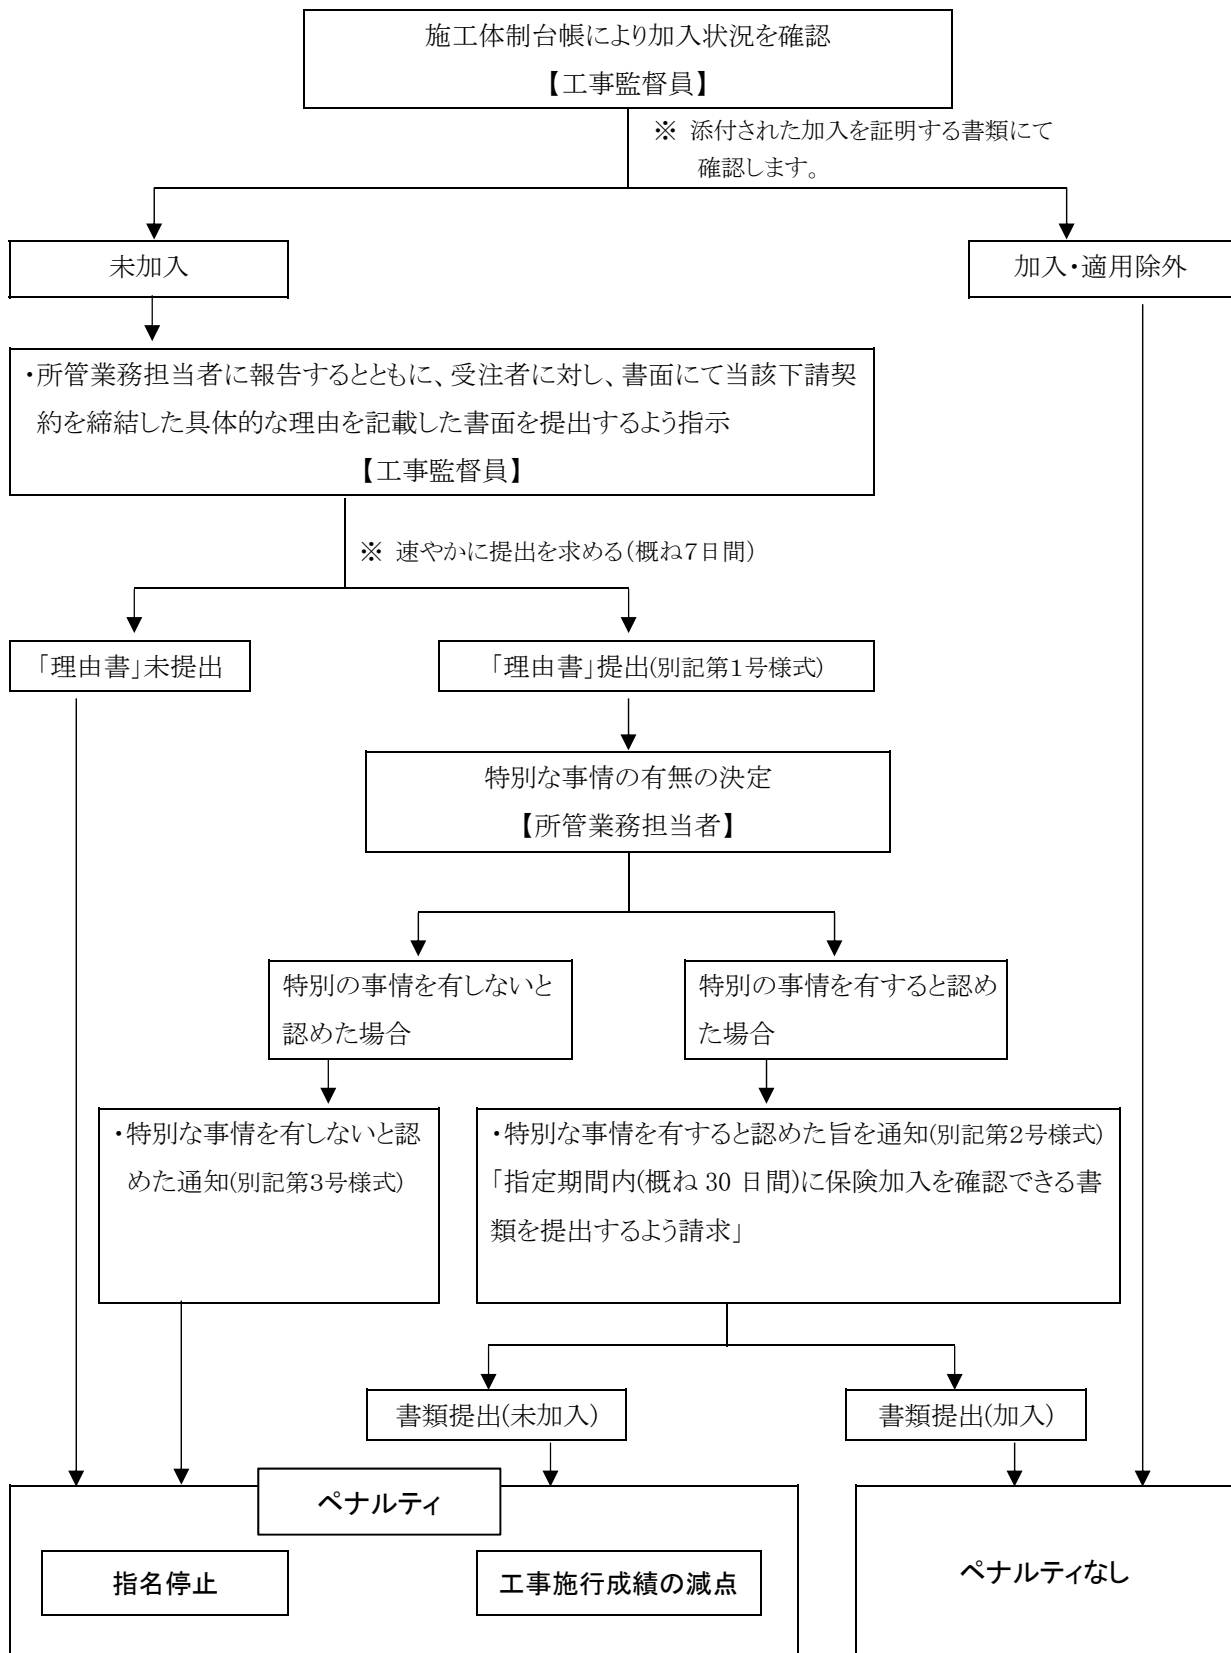 施工体制台帳により加入状況を確認
【工事監督員】
※ 添付された加入を証明する書類にて
確認します。
未加入
加入・適用除外
・所管業務担当者に報告するとともに、受注者に対し、書面にて当該下請契
約を締結した具体的な理由を記載した書面を提出するよう指示
【工事監督員】
※ 速やかに提出を求める(概ね7日間)
「理由書」未提出
「理由書」提出(別記第1号様式)
特別な事情の有無の決定
【所管業務担当者】
特別の事情を有しないと
認めた場合
特別の事情を有すると認め
た場合
・特別な事情を有しないと認
めた通知(別記第3号様式)
・特別な事情を有すると認めた旨を通知(別記第2号様式)
「指定期間内(概ね 30 日間)に保険加入を確認できる書
類を提出するよう請求」
書類提出(未加入)
書類提出(加入)
ペナルティ
指名停止
工事施行成績の減点
ペナルティなし